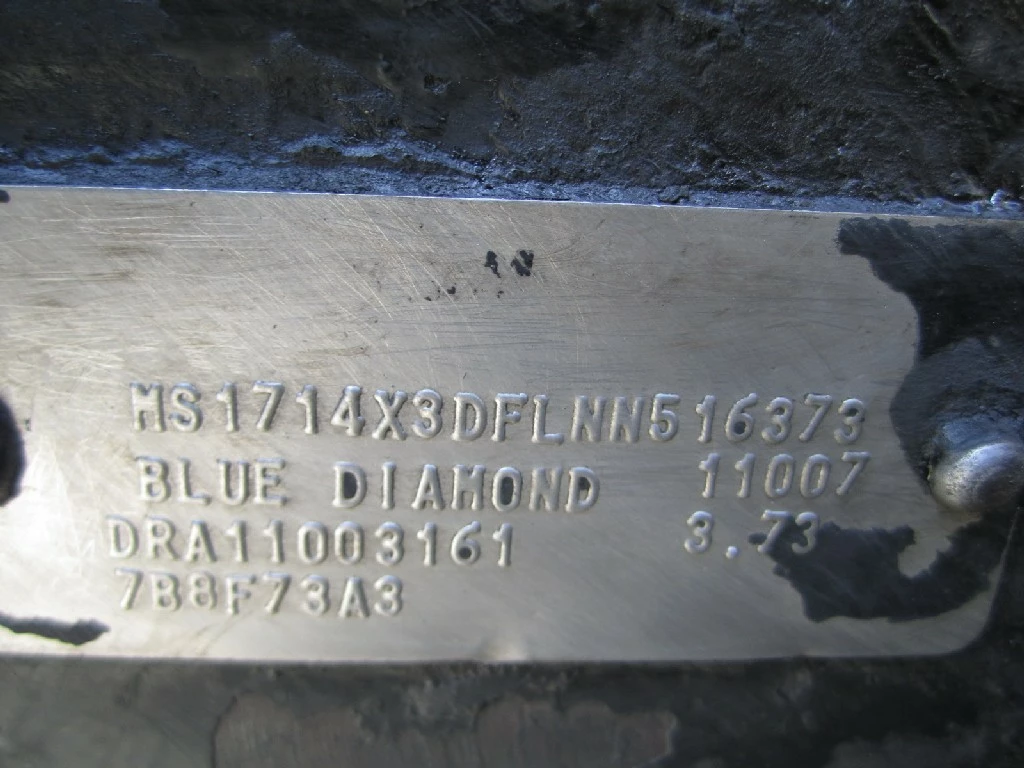 MS1714X3DFLNN516373
BLUE DIAMOND 11007
DRA11003161 3.73
7B8F73A3